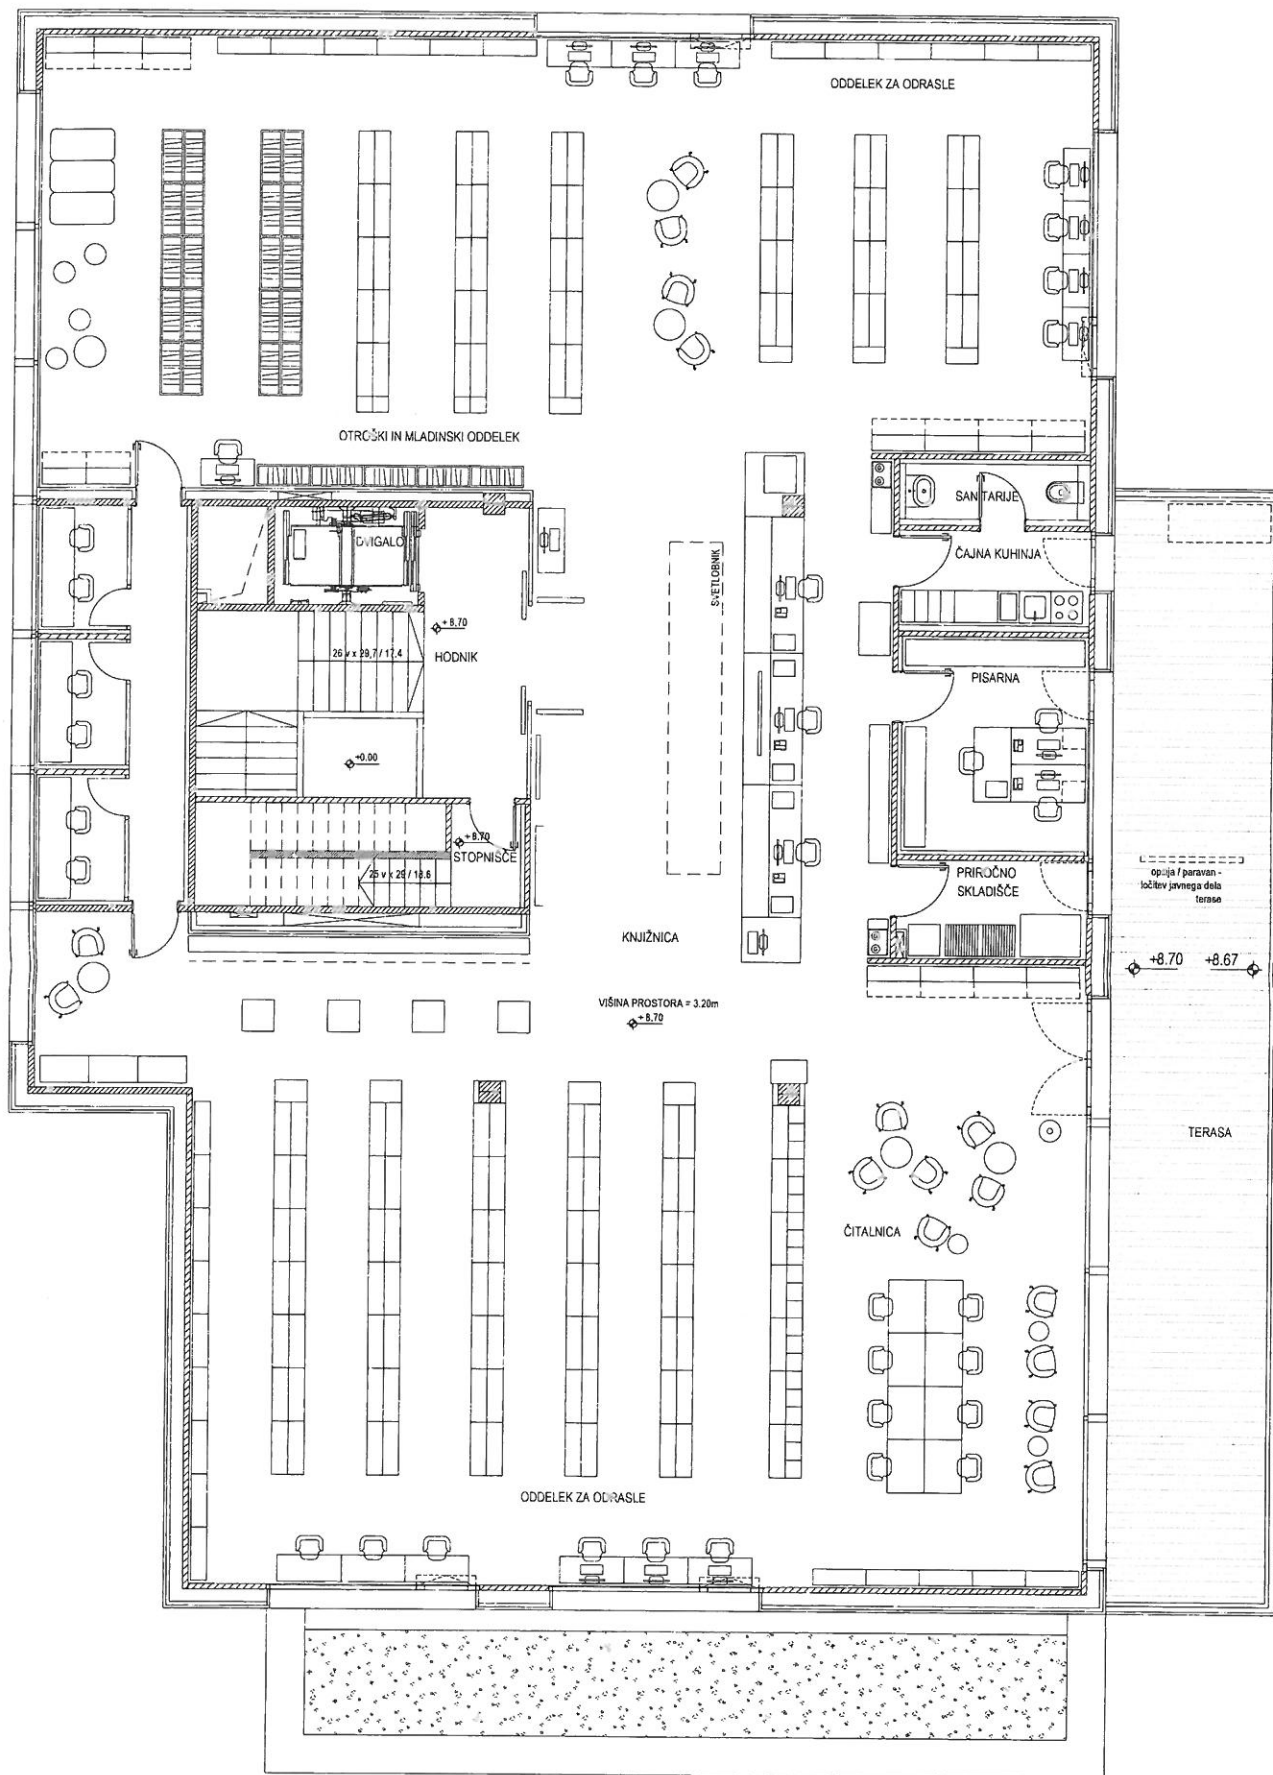 ODDELEK ZA ODRASLE
OTROŠKI IN MLADINSKI ODDELEK
SANITARIJE
DVIGALO
ČAJNA KUHINJA
SVETLOBNIK
+ 8,70
HODNIK
26 v x 29,7 / 17,4
PISARNA
+0.00
+ 8,70
STOPNIŠČE
25 v x 29 / 18.6
PRIROČNO
SKLADIŠČE
paravan -
ločitev javnega dela
terase
KNJIŽNICA
+8.70
+8.67
VIŠINA PROSTORA = 3.20m
+ 8,70
TERASA
ČITALNICA
ODDELEK ZA ODRASLE